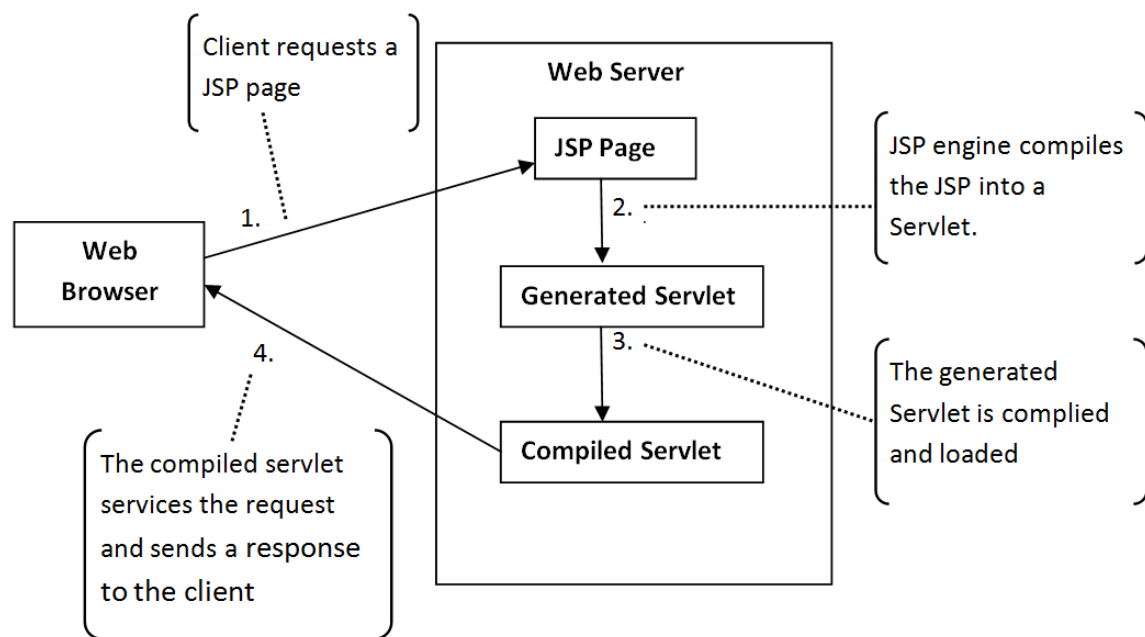 Client requests a
JSP page
Web Server
JSP Page
JSP engine compiles
the JSP into a
Servlet.
1.
2.
Web
Browser
Generated Servlet
3.
4.
The generated
Servlet is complied
and loaded
Compiled Servlet
The compiled servlet
services the request
and sends a response
to the client